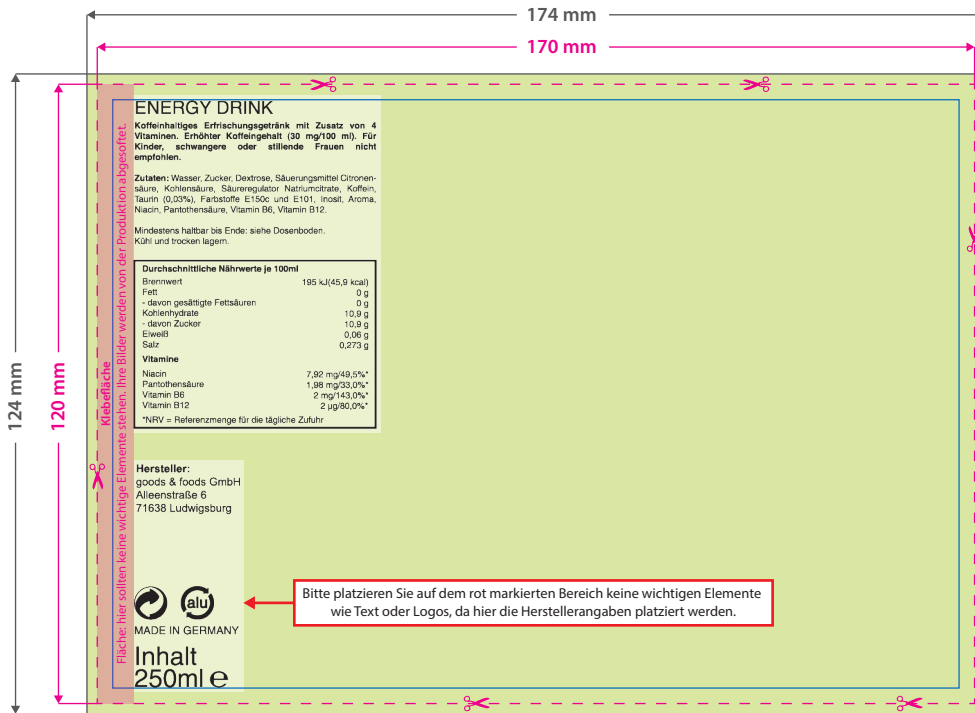 174 mm
170 mm
124 mm
120 mm
Klebefläche
Fläche: hier sollten keine wichtige Elemente stehen. Ihre Bilder werden von der Produktion abgesoftet.
ENERGY DRINK
Koffeinhaltiges Erfrischungsgetränk mit Zusatz von 4
Vitaminen. Erhöhter Koffeingehalt (30 mg/100 ml). Für
Kinder, schwangere oder stillende Frauen nicht
empfohlen.
Zutaten: Wasser, Zucker, Dextrose, Säuerungsmittel Citronen-
säure, Kohlensäure, Säureregulator Natriumcitrate, Koffein,
Taurin (0,03%), Farbstoffe E150c und E101, Inosit, Aroma,
Niacin, Pantothensäure, Vitamin B6, Vitamin B12.
Mindestens haltbar bis Ende: siehe Dosenboden.
Kühl und trocken lagern.
Durchschnittliche Nährwerte je 100ml
Brennwert 195 kJ(45,9 kcal)
Fett 0 g
- davon gesättigte Fettsäuren 0 g
Kohlenhydrate 10,9 g
- davon Zucker 10,9 g
Eiweiß 0,06 g
Salz 0,273 g
Vitamine
Niacin 7,92 mg/49,5%*
Pantothensäure 1,98 mg/33,0%*
Vitamin B6 2 mg/143,0%*
Vitamin B12 2 µg/80,0%*
*NRV = Referenzmenge für die tägliche Zufuhr
Hersteller:
goods & foods GmbH
Alleenstraße 6
71638 Ludwigsburg
alu
MADE IN GERMANY
Inhalt
250ml ℮
Bitte platzieren Sie auf dem rot markierten Bereich keine wichtigen Elemente
wie Text oder Logos, da hier die Herstellerangaben platziert werden.